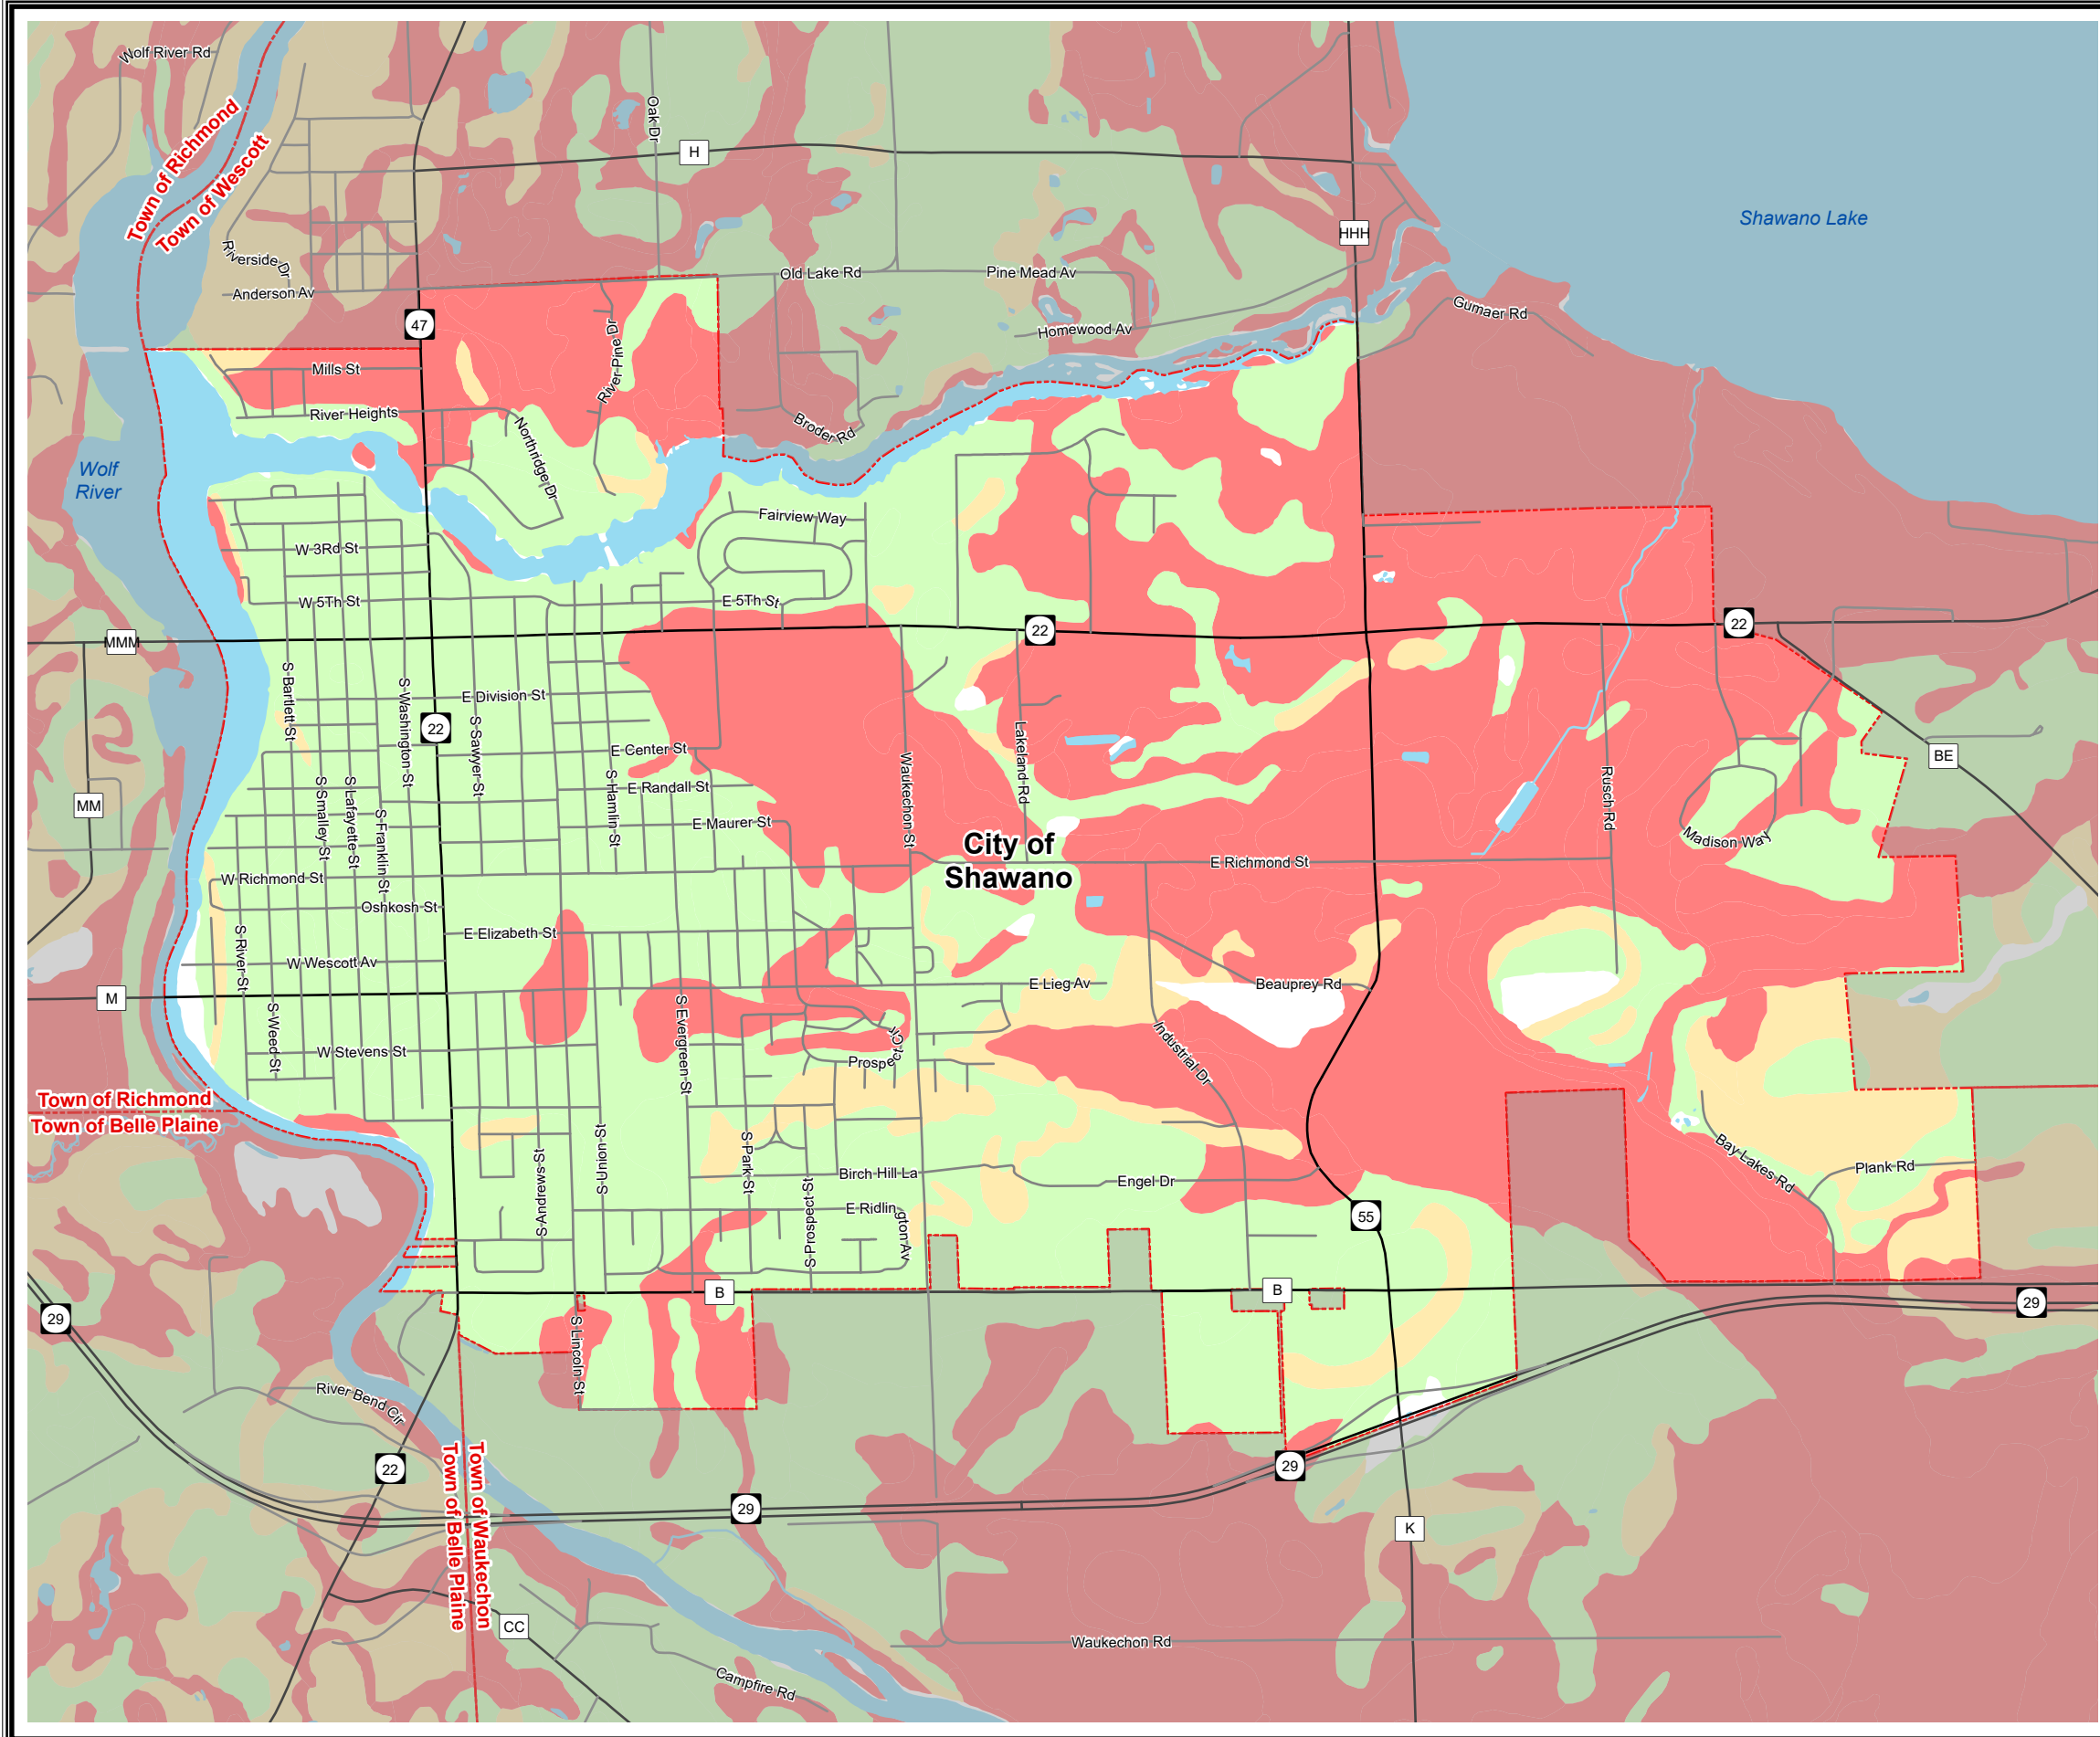 Wolf River Rd
Oak Dr
H
Town of Richmond
Town of Wescott
HHH
Shawano Lake
Riverside Dr
Anderson Av
Old Lake Rd
Pine Mead Av
47
Gumaer Rd
Homewood Av
River Pine Dr
Mills St
River Heights
Broder Rd
Northridge Dr
Wolf
River
Fairview Way
W 3Rd St
W 5Th St
E 5Th St
MMM
22
22
S Bartlett St
S Washington St
E Division St
22
S Sawyer St
E Center St
Waukechon St
Lakeland Rd
BE
MM
S Smalley St
S Lafayette St
S Franklin St
S Hamlin St
E Randall St
E Maurer St
Rusch Rd
Madison Way
City of
Shawano
E Richmond St
W Richmond St
Oshkosh St
E Elizabeth St
S River St
W Wescott Av
E Lieg Av
Beauprey Rd
M
S Weed St
S Evergreen St
W Stevens St
Prospect Cir
Industrial Dr
Town of Richmond
Town of Belle Plaine
S Andrews St
S Union St
S Park St
S Prospect St
Birch Hill La
Engel Dr
Bay Lakes Rd
Plank Rd
E Ridlington Av
55
B
B
29
29
S Lincoln St
River Bend Cir
22
Town of Belle Plaine
Town of Waukechon
29
29
K
CC
Waukechon Rd
Campfire Rd